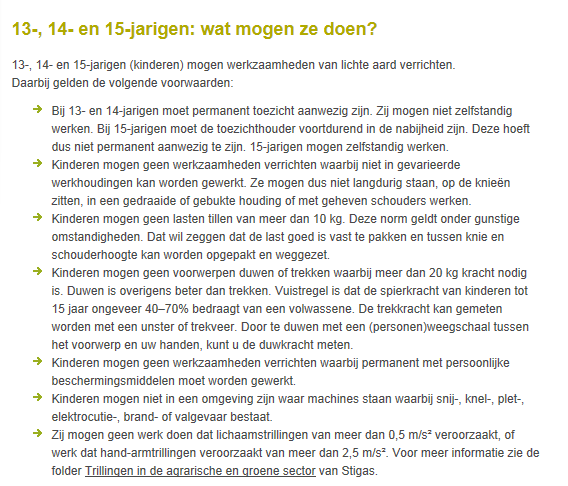 13-, 14- en 15-jarigen: wat mogen ze doen?
13-, 14- en 15-jarigen (kinderen) mogen werkzaamheden van lichte aard verrichten.
Daarbij gelden de volgende voorwaarden:
Bij 13- en 14-jarigen moet permanent toezicht aanwezig zijn. Zij mogen niet zelfstandig
werken. Bij 15-jarigen moet de toezichthouder voortdurend in de nabijheid zijn. Deze hoeft
dus niet permanent aanwezig te zijn. 15-jarigen mogen zelfstandig werken.
Kinderen mogen geen werkzaamheden verrichten waarbij niet in gevarieerde
werkhoudingen kan worden gewerkt. Ze mogen dus niet langdurig staan, op de knieën
zitten, in een gedraaide of gebukte houding of met geheven schouders werken.
Kinderen mogen geen lasten tillen van meer dan 10 kg. Deze norm geldt onder gunstige
omstandigheden. Dat wil zeggen dat de last goed is vast te pakken en tussen knie en
schouderhoogte kan worden opgepakt en weggezet.
Kinderen mogen geen voorwerpen duwen of trekken waarbij meer dan 20 kg kracht nodig
is. Duwen is overigens beter dan trekken. Vuistregel is dat de spierkracht van kinderen tot
15 jaar ongeveer 40–70% bedraagt van een volwassene. De trekkracht kan gemeten
worden met een unster of trekveer. Door te duwen met een (personen)weegschaal tussen
het voorwerp en uw handen, kunt u de duwkracht meten.
Kinderen mogen geen werkzaamheden verrichten waarbij permanent met persoonlijke
beschermingsmiddelen moet worden gewerkt.
Kinderen mogen niet in een omgeving zijn waar machines staan waarbij snij-, knel-, plet-,
elektrocutie-, brand- of valgevaar bestaat.
Zij mogen geen werk doen dat lichaamstrillingen van meer dan 0,5 m/s² veroorzaakt, of
werk dat hand-armtrillingen veroorzaakt van meer dan 2,5 m/s². Voor meer informatie zie de
folder Trillingen in de agrarische en groene sector van Stigas.